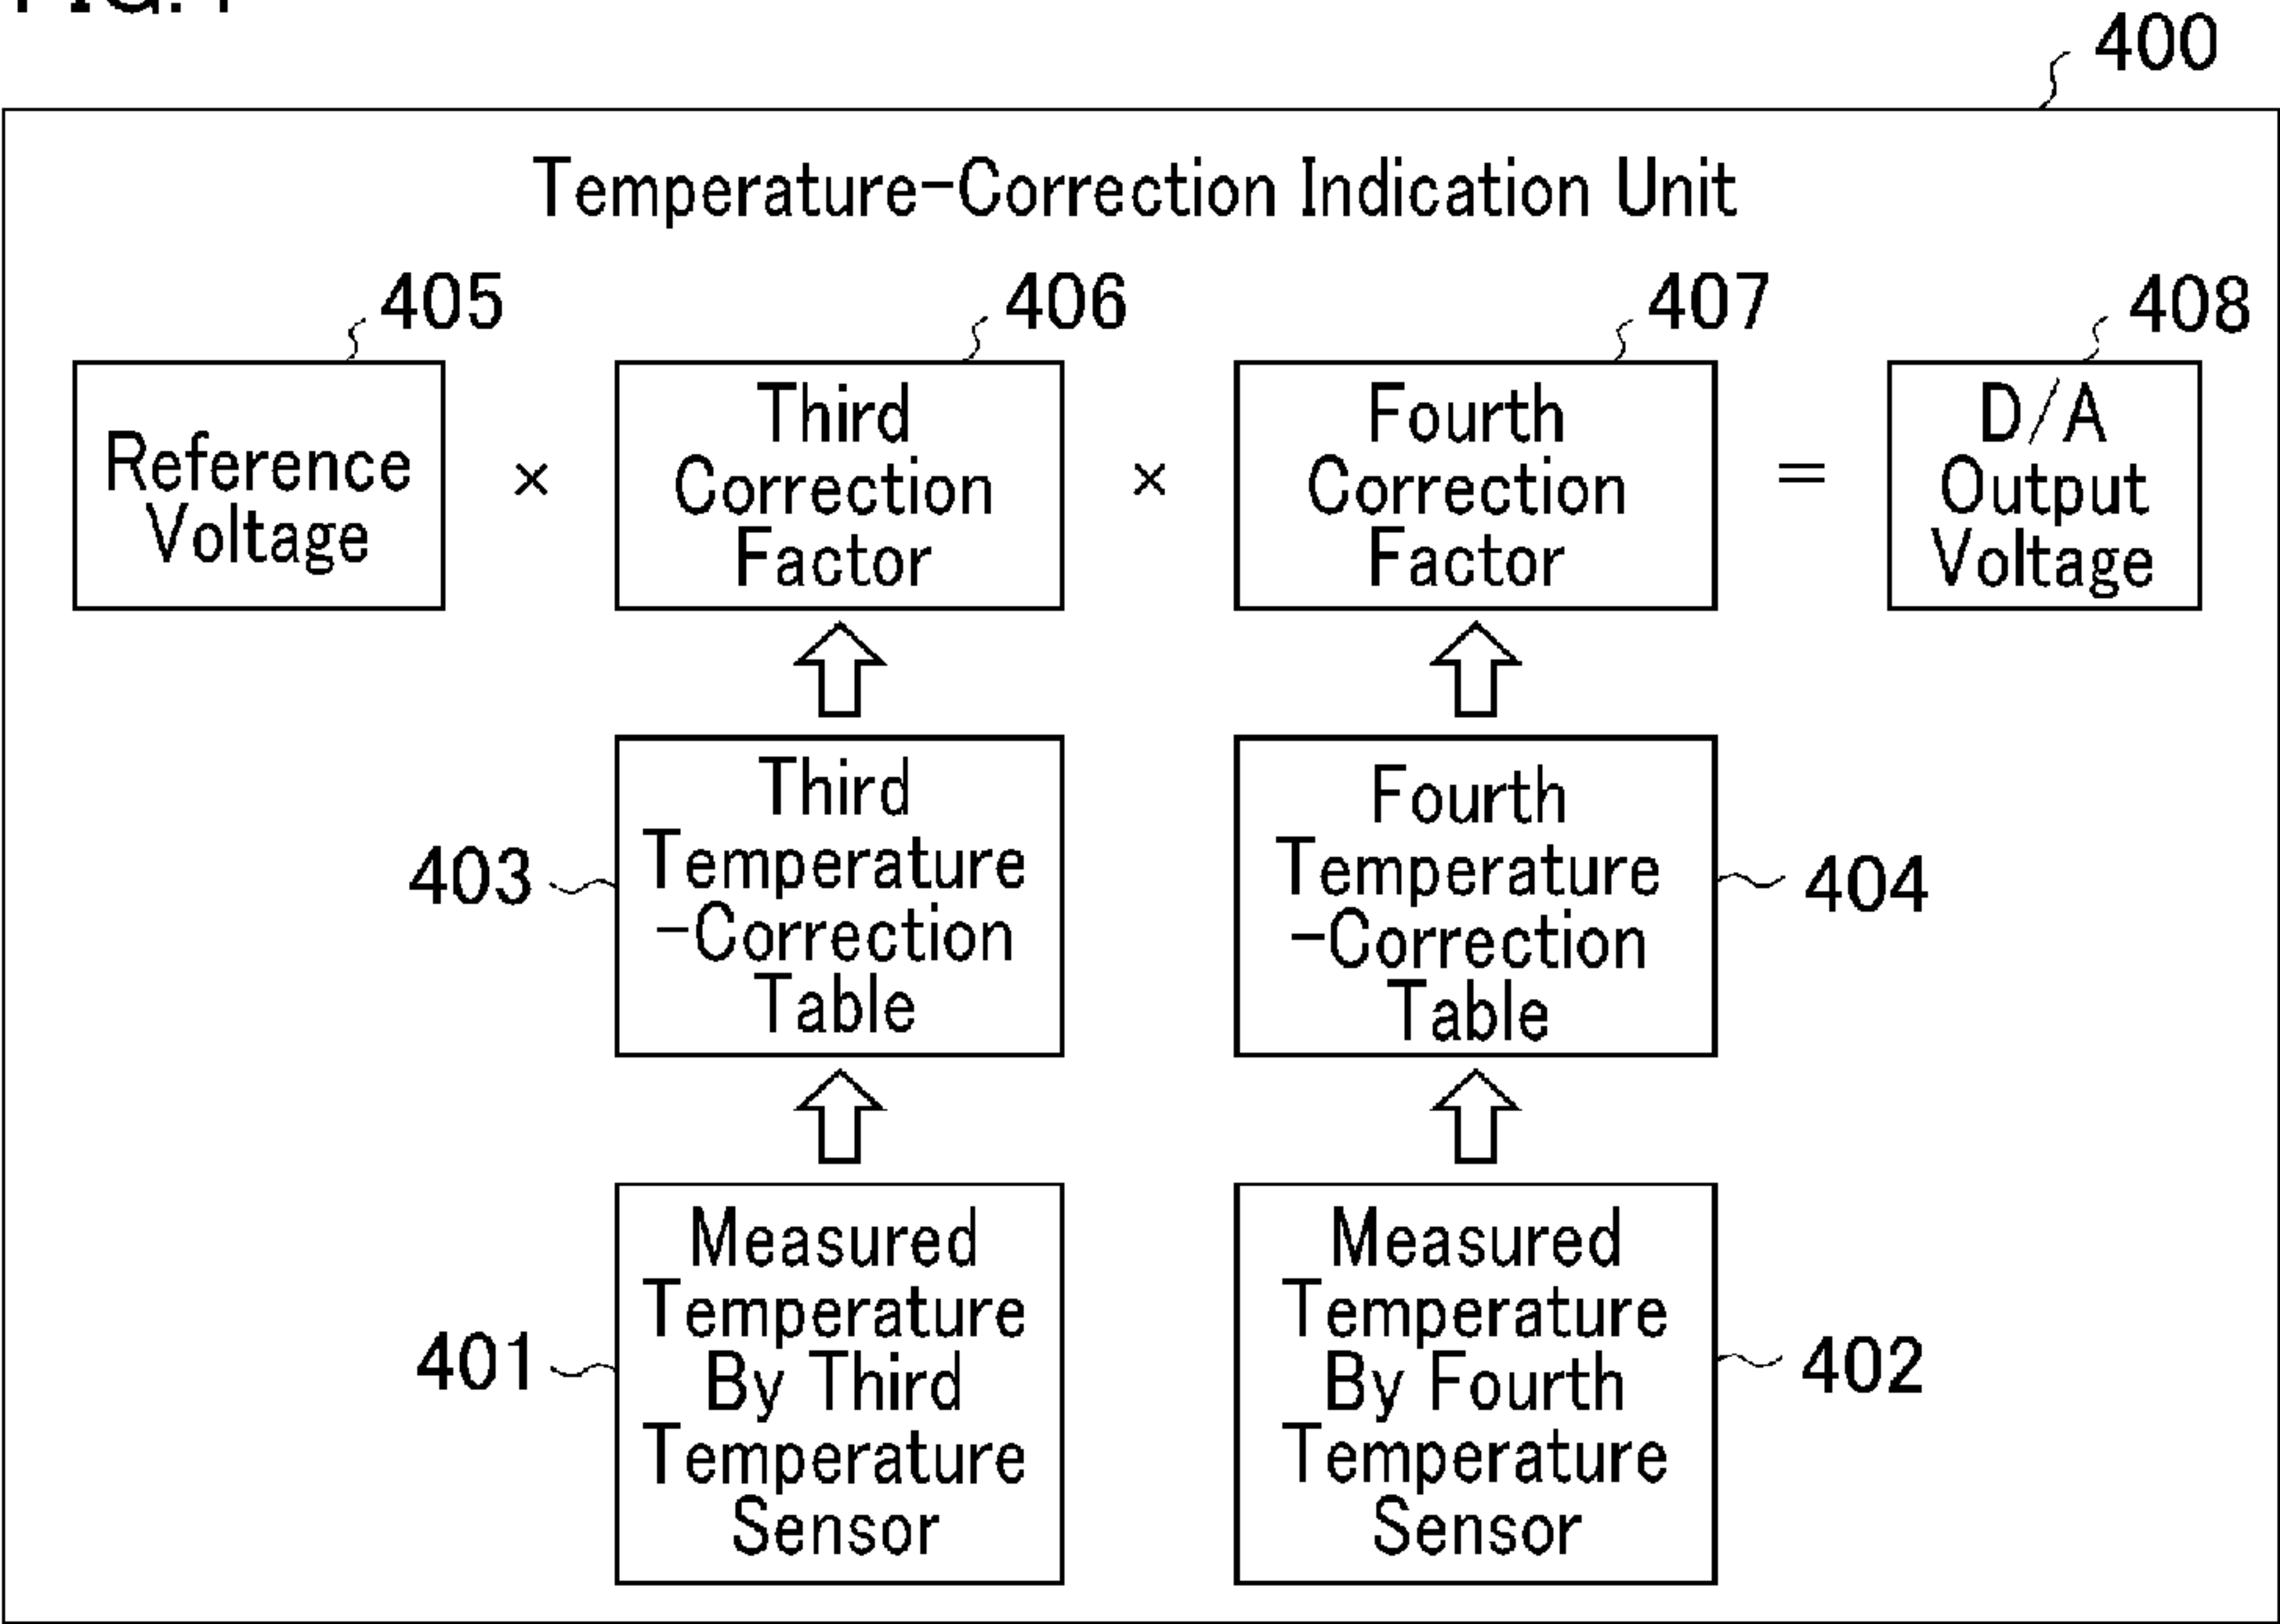 400
Temperature-Correction Indication Unit
405
406
407
408
Reference
Voltage
×
Third
Correction
Factor
×
Fourth
Correction
Factor
=
D/A
Output
Voltage
403
Third
Temperature
-Correction
Table
Fourth
Temperature
-Correction
Table
404
401
Measured
Temperature
By Third
Temperature
Sensor
Measured
Temperature
By Fourth
Temperature
Sensor
402